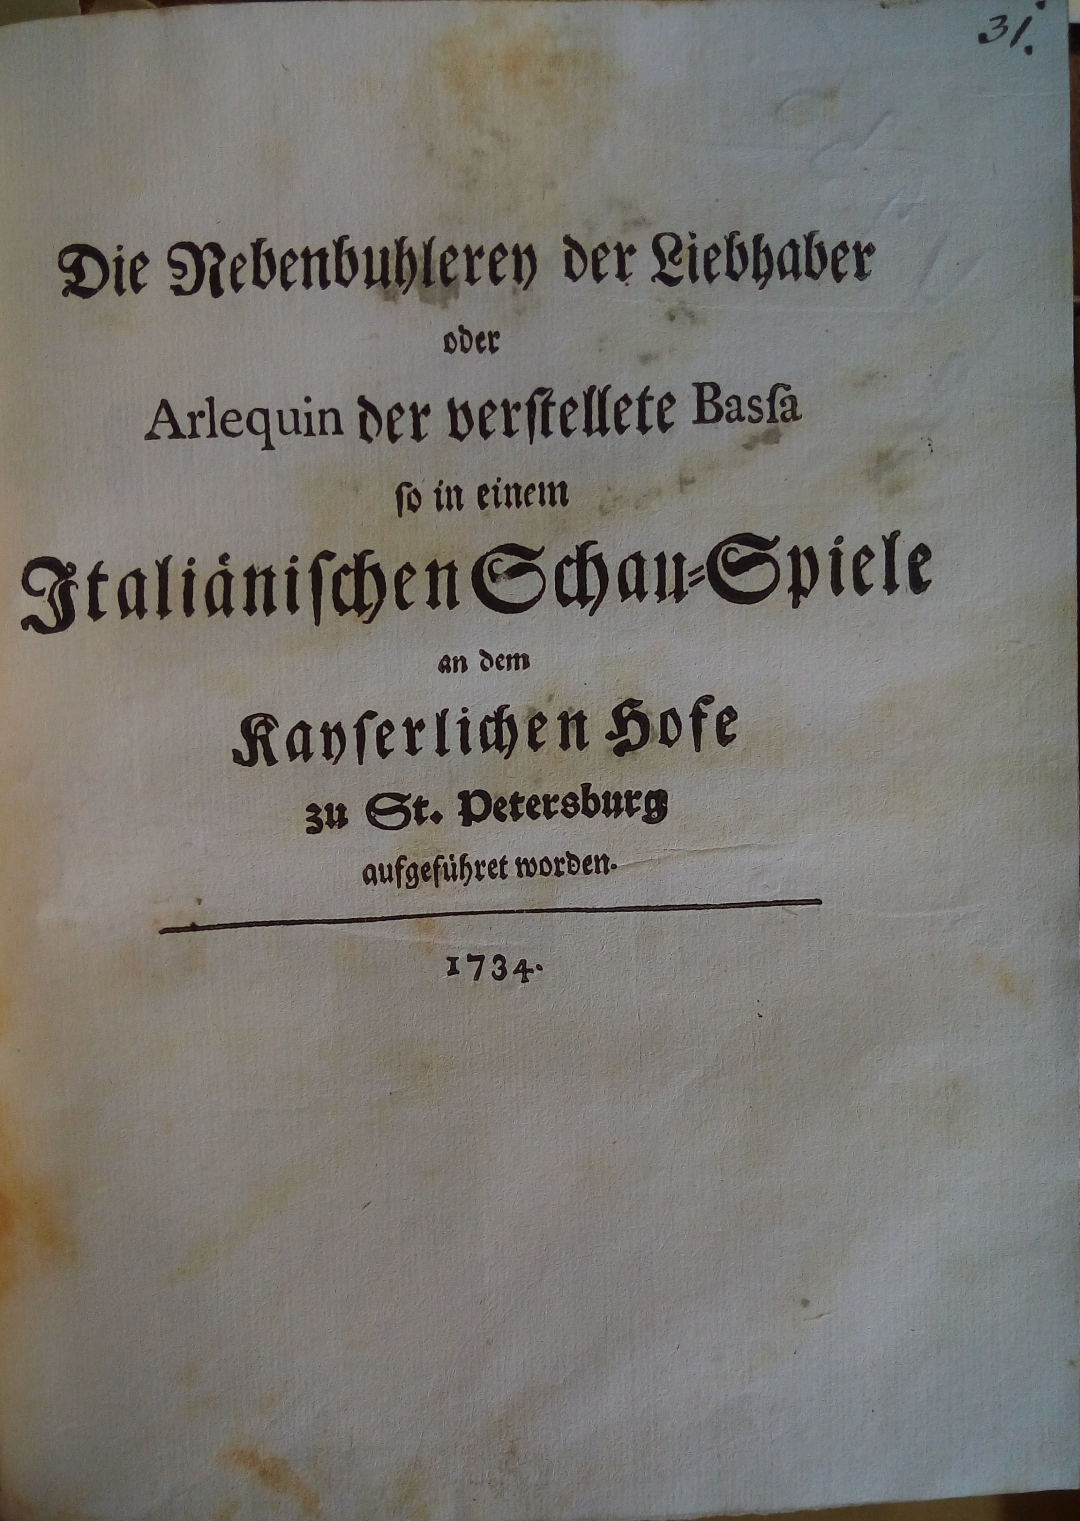 31.
Die Nebenbuhlerey der Liebhaber
oder
Arlequin der verſtellete Basſa
ſo in einem
Italiäniſchen Schau⸗Spiele
an dem
Kayſerlichen Hofe
zu St. Petersburg
aufgeführet worden.
1734.